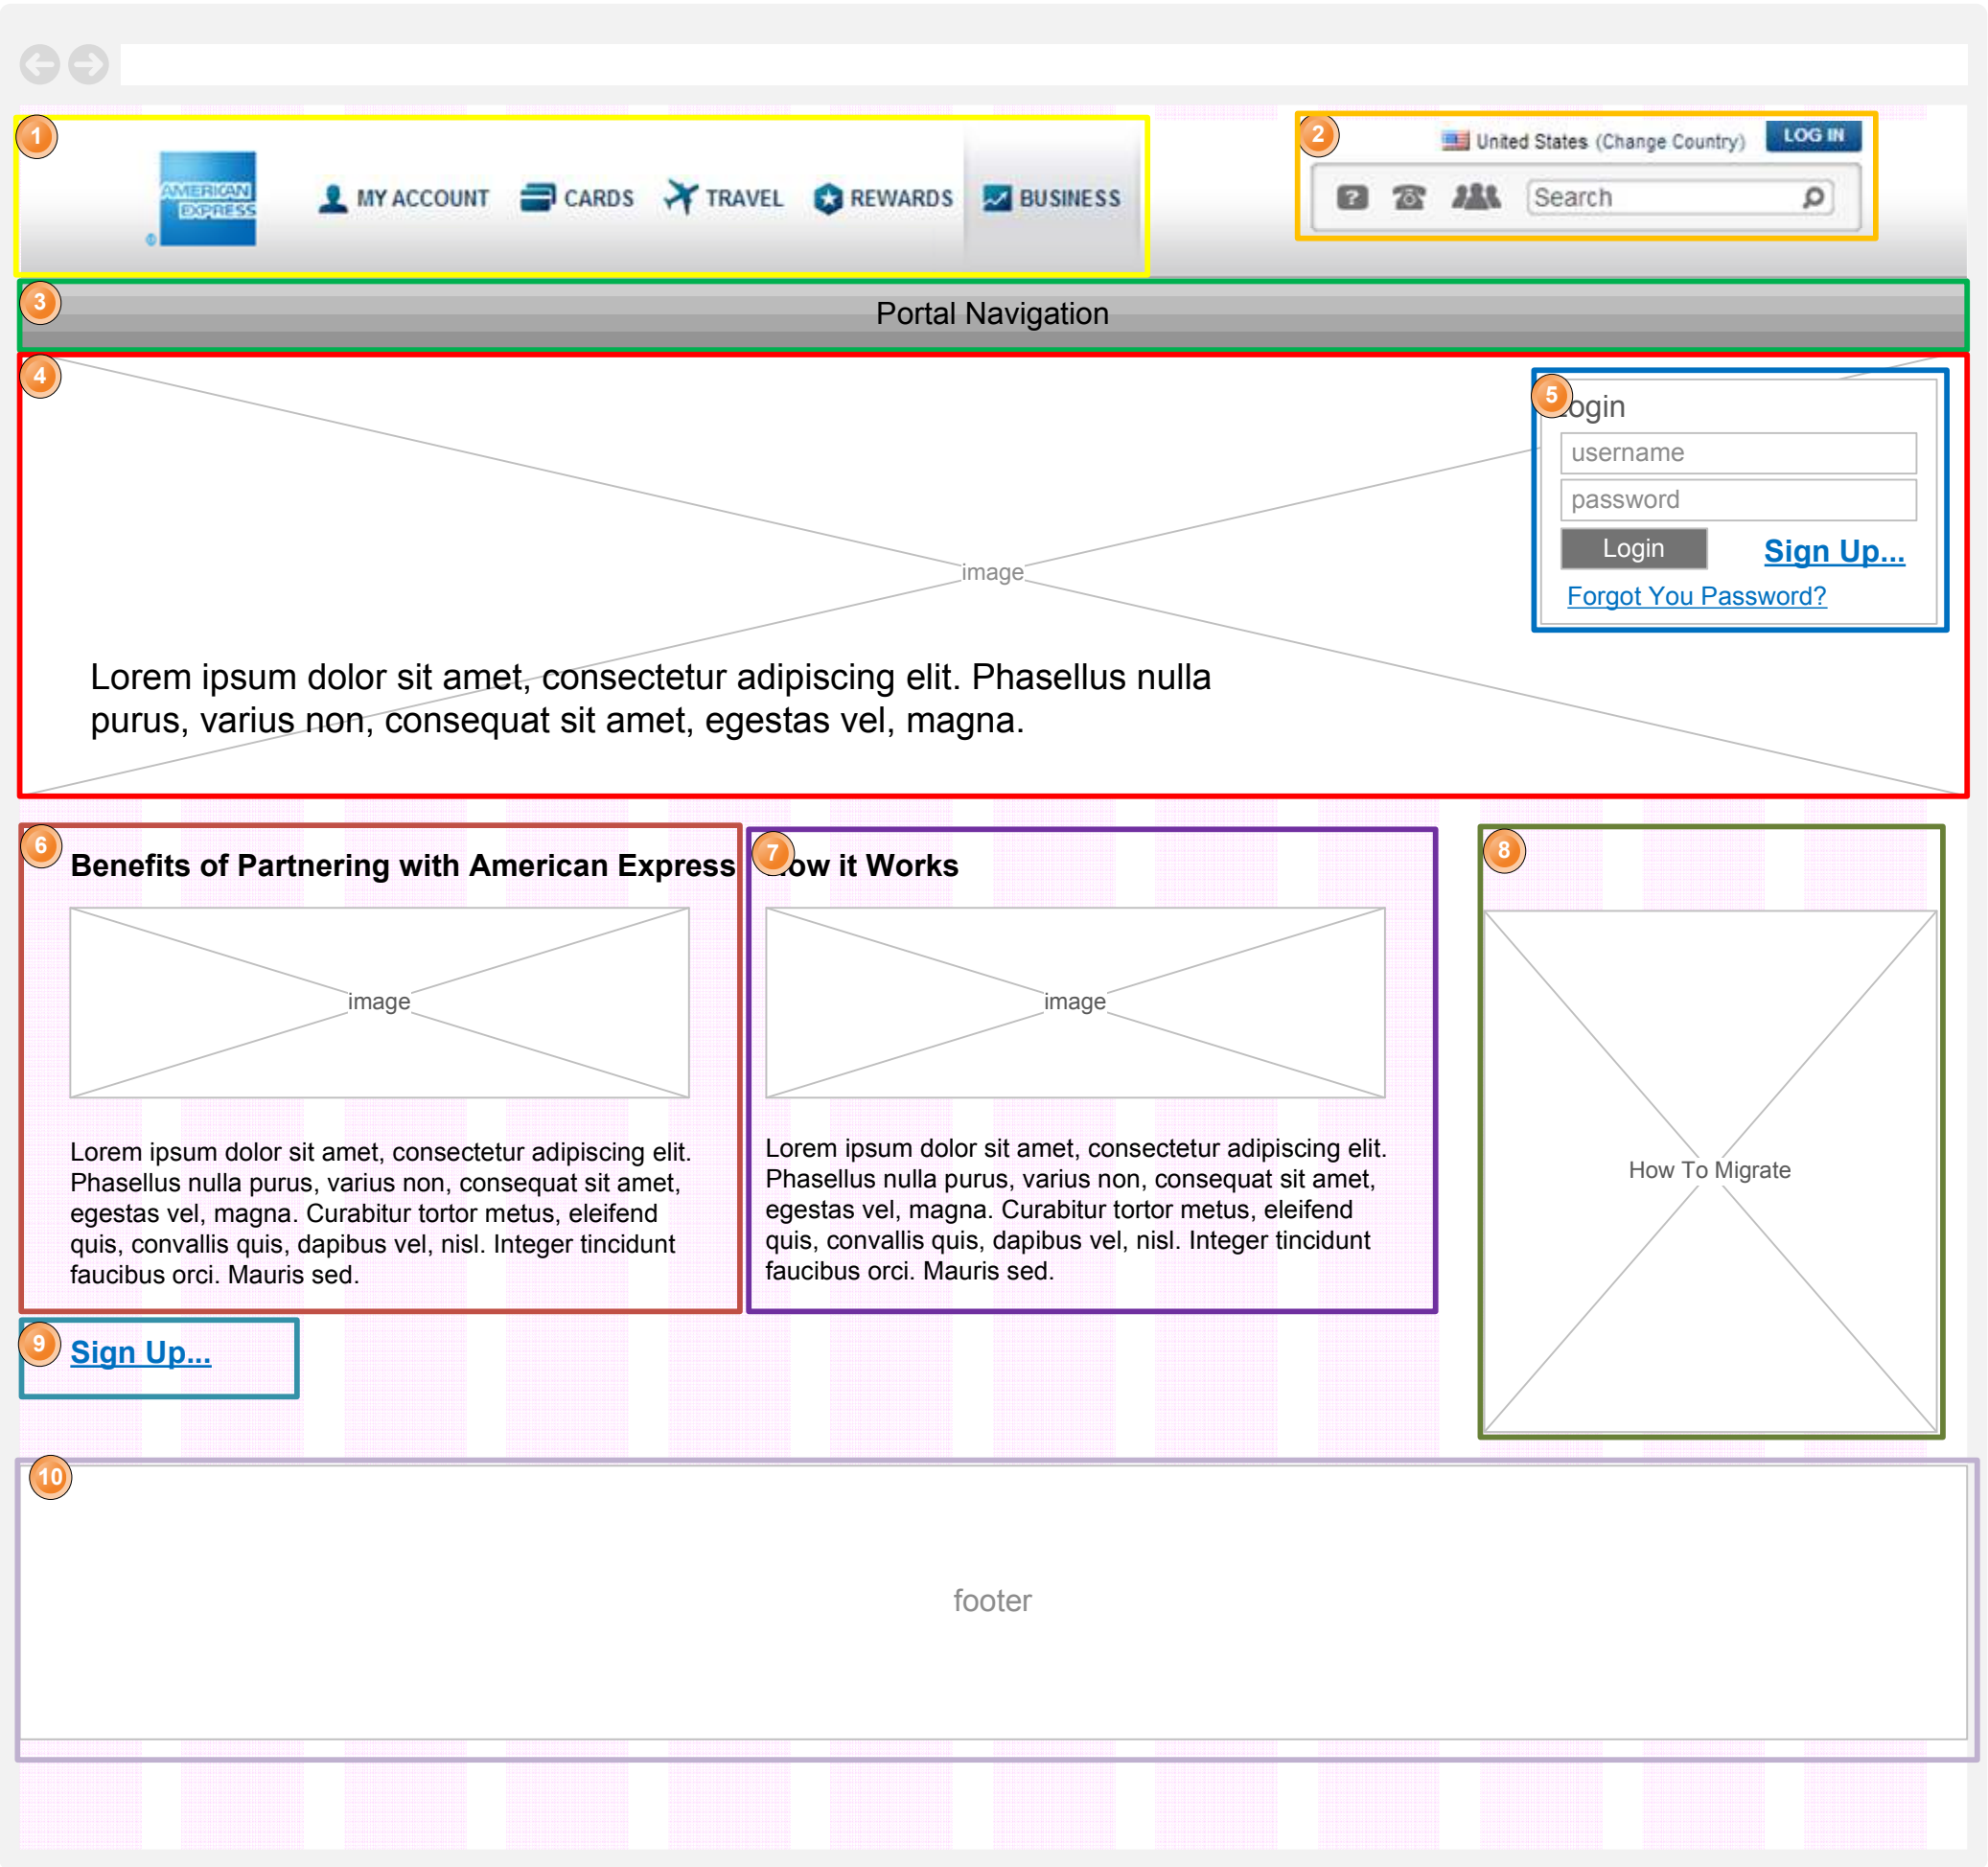 1
AMERICAN
EXPRESS
®
MY ACCOUNT
CARDS
TRAVEL
REWARDS
BUSINESS
2
United States (Change Country)
LOG IN
?
Search
3
Portal Navigation
4
image
Lorem ipsum dolor sit amet, consectetur adipiscing elit. Phasellus nulla
purus, varius non, consequat sit amet, egestas vel, magna.
5
Login
username
password
Login
Sign Up...
Forgot You Password?
6
Benefits of Partnering with American Express
image
Lorem ipsum dolor sit amet, consectetur adipiscing elit.
Phasellus nulla purus, varius non, consequat sit amet,
egestas vel, magna. Curabitur tortor metus, eleifend
quis, convallis quis, dapibus vel, nisl. Integer tincidunt
faucibus orci. Mauris sed.
7
How it Works
image
Lorem ipsum dolor sit amet, consectetur adipiscing elit.
Phasellus nulla purus, varius non, consequat sit amet,
egestas vel, magna. Curabitur tortor metus, eleifend
quis, convallis quis, dapibus vel, nisl. Integer tincidunt
faucibus orci. Mauris sed.
8
How To Migrate
9
Sign Up...
10
footer